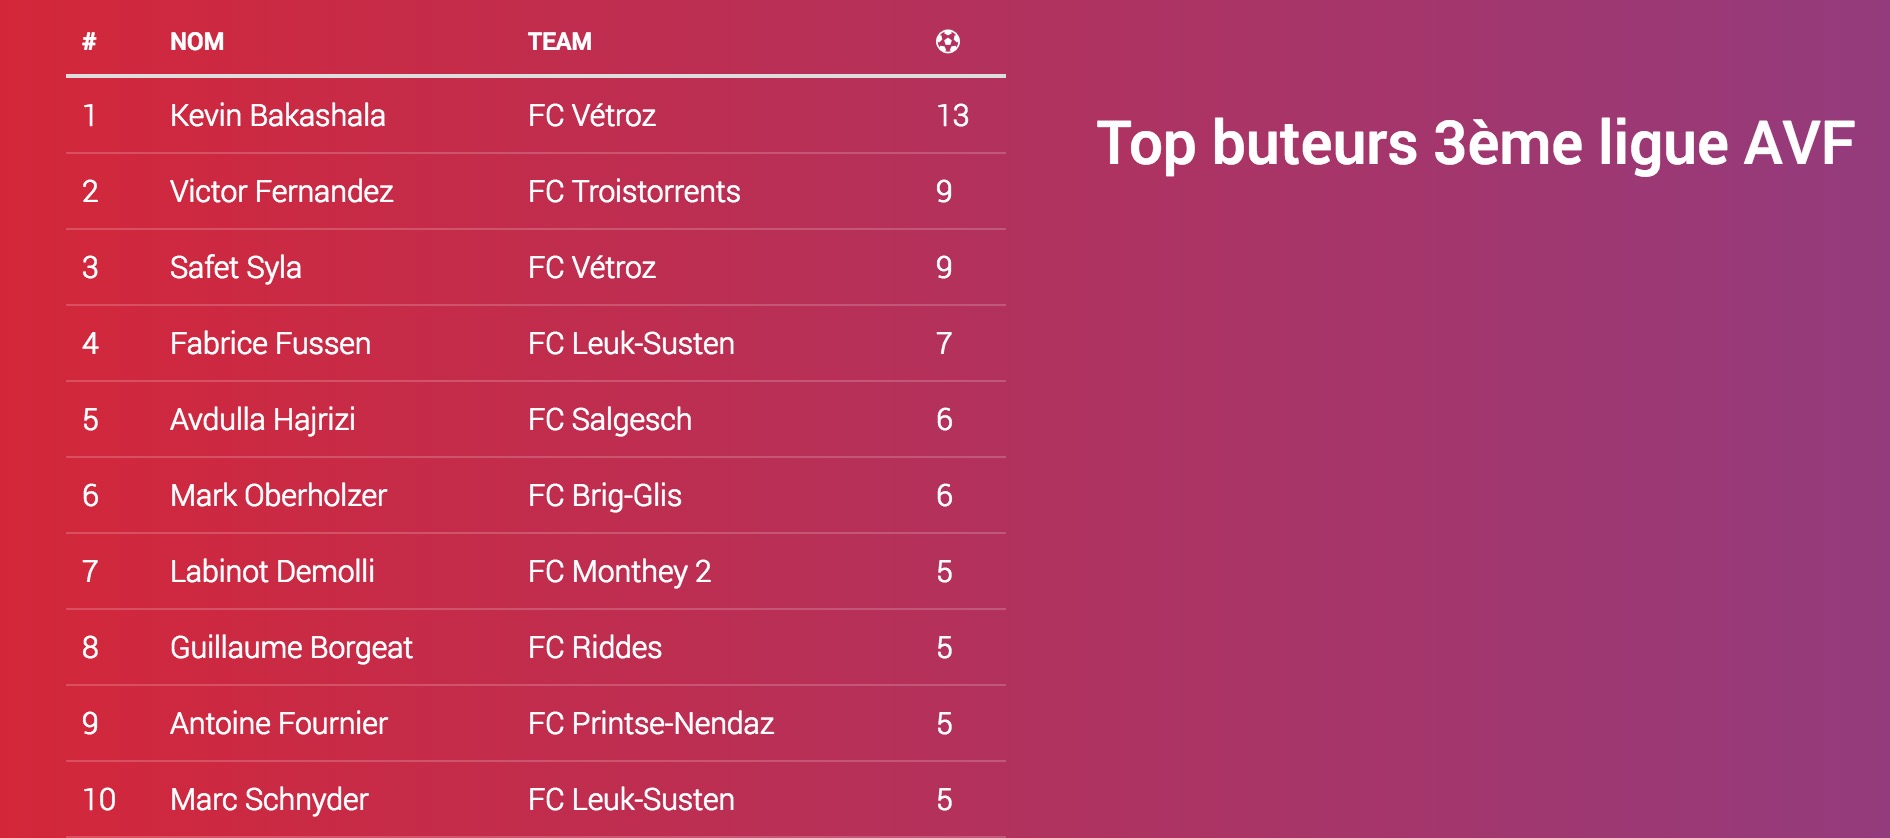 # NOM TEAM
1 Kevin Bakashala FC Vétroz 13
2 Victor Fernandez FC Troistorrents 9
3 Safet Syla FC Vétroz 9
4 Fabrice Fussen FC Leuk-Susten 7
5 Avdulla Hajrizi FC Salgesch 6
6 Mark Oberholzer FC Brig-Glis 6
7 Labinot Demolli FC Monthey 2 5
8 Guillaume Borgeat FC Riddes 5
9 Antoine Fournier FC Printse-Nendaz 5
10 Marc Schnyder FC Leuk-Susten 5
Top buteurs 3ème ligue AVF